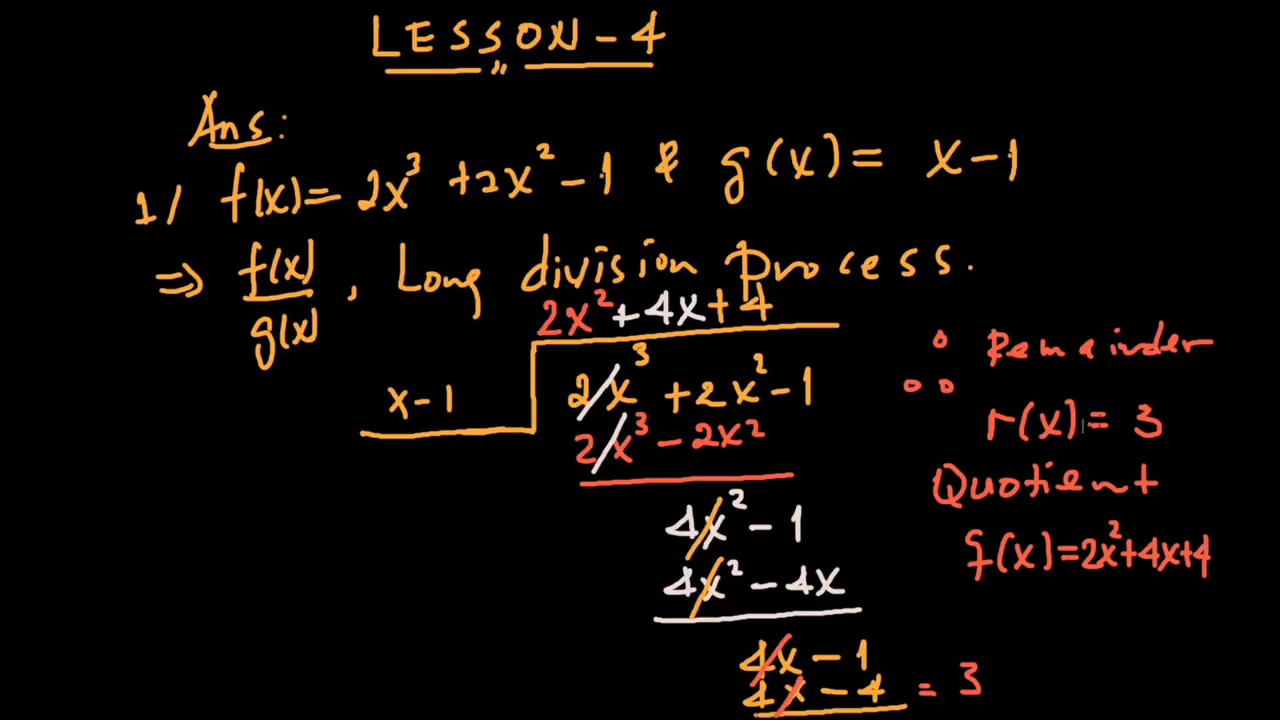 LESSON-4
Ans:
1/ f(x)= 2x³ +2x² -1 & g(x)= x-1
⇒ f(x)/g(x), Long division process.
2x² + 4x + 4
x-1 2x³ +2x² -1
2x³ - 2x²
4x² - 1
4x² - 4x
4x - 1
4x - 4 = 3
∴ Remainder
r(x)= 3
Quotient
q(x)=2x²+4x+4